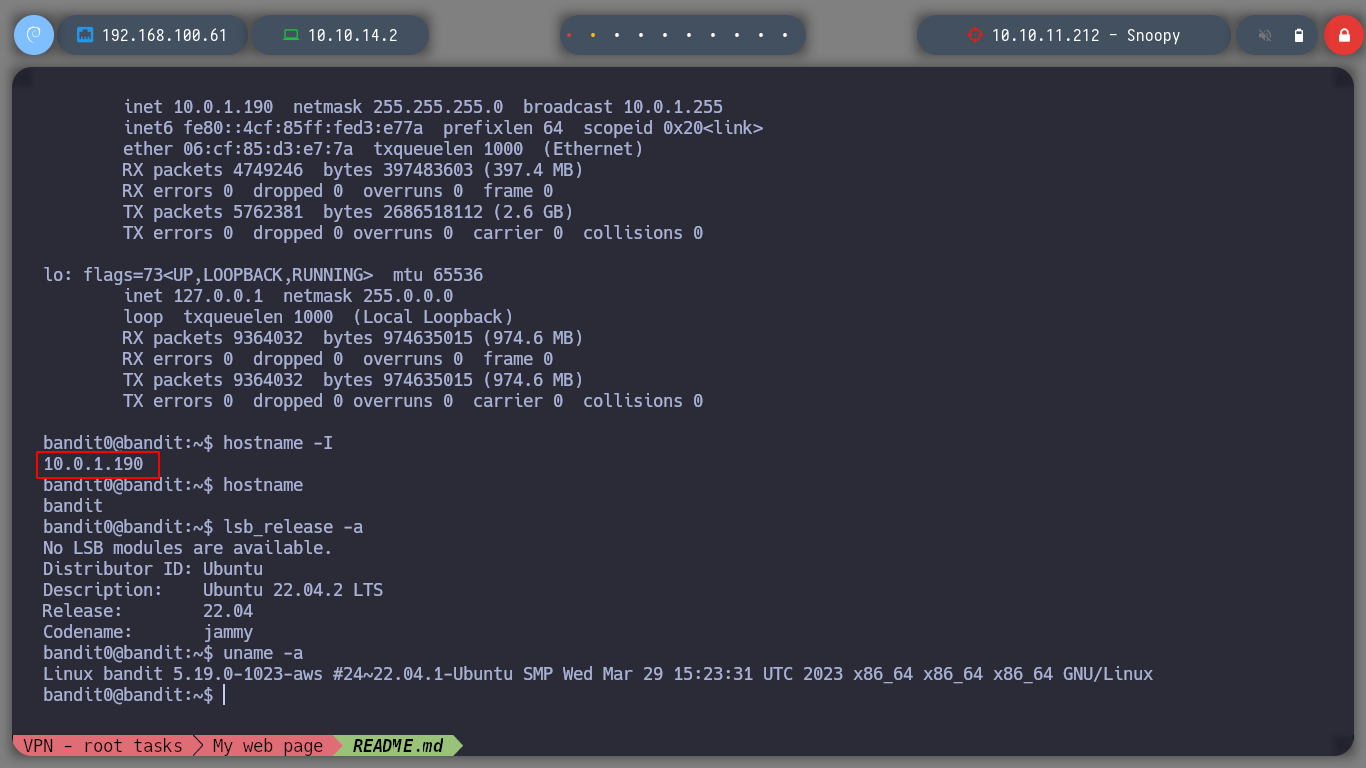 192.168.100.61 10.10.14.2 10.10.11.212 - Snoopy
inet 10.0.1.190 netmask 255.255.255.0 broadcast 10.0.1.255
inet6 fe80::4cf:85ff:fed3:e77a prefixlen 64 scopeid 0x20<link>
ether 06:cf:85:d3:e7:7a txqueuelen 1000 (Ethernet)
RX packets 4749246 bytes 397483603 (397.4 MB)
RX errors 0 dropped 0 overruns 0 frame 0
TX packets 5762381 bytes 2686518112 (2.6 GB)
TX errors 0 dropped 0 overruns 0 carrier 0 collisions 0
lo: flags=73<UP,LOOPBACK,RUNNING> mtu 65536
inet 127.0.0.1 netmask 255.0.0.0
loop txqueuelen 1000 (Local Loopback)
RX packets 9364032 bytes 974635015 (974.6 MB)
RX errors 0 dropped 0 overruns 0 frame 0
TX packets 9364032 bytes 974635015 (974.6 MB)
TX errors 0 dropped 0 overruns 0 carrier 0 collisions 0
bandit0@bandit:~$ hostname -I
10.0.1.190
bandit0@bandit:~$ hostname
bandit
bandit0@bandit:~$ lsb_release -a
No LSB modules are available.
Distributor ID: Ubuntu
Description: Ubuntu 22.04.2 LTS
Release: 22.04
Codename: jammy
bandit0@bandit:~$ uname -a
Linux bandit 5.19.0-1023-aws #24~22.04.1-Ubuntu SMP Wed Mar 29 15:23:31 UTC 2023 x86_64 x86_64 x86_64 GNU/Linux
bandit0@bandit:~$
VPN - root tasks My web page README.md